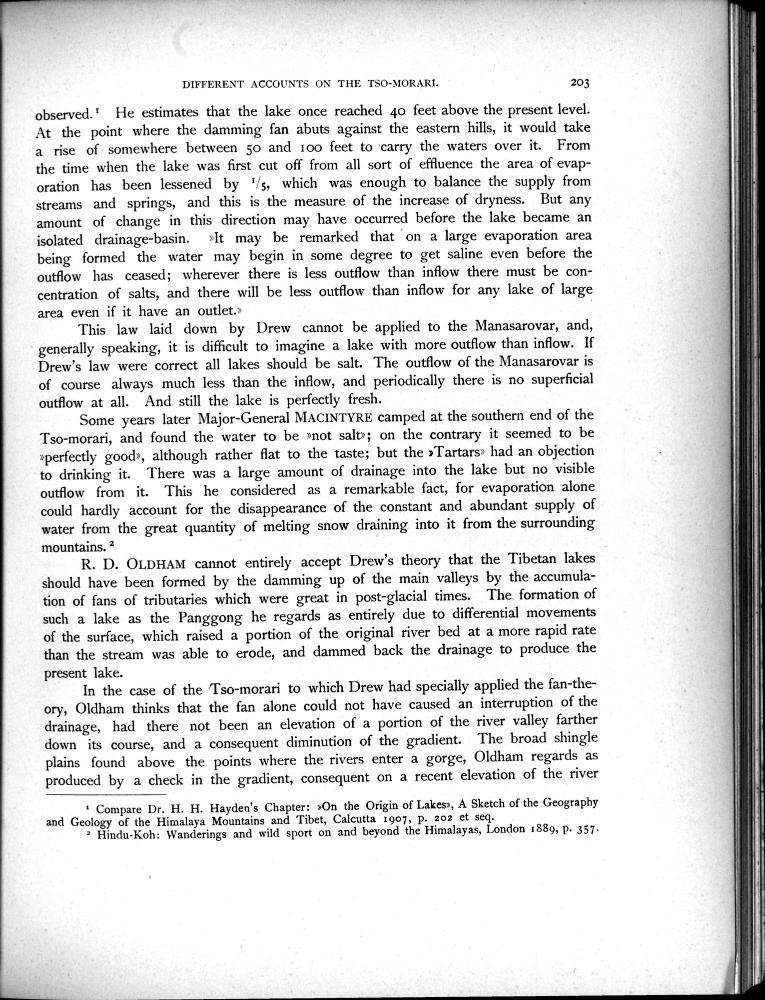 DIFFERENT ACCOUNTS ON THE TSO-MORARI. 203
observed.¹ He estimates that the lake once reached 40 feet above the present level.
At the point where the damming fan abuts against the eastern hills, it would take
a rise of somewhere between 50 and 100 feet to carry the waters over it. From
the time when the lake was first cut off from all sort of effluence the area of evap-
oration has been lessened by ¹/5, which was enough to balance the supply from
streams and springs, and this is the measure of the increase of dryness. But any
amount of change in this direction may have occurred before the lake became an
isolated drainage-basin. »It may be remarked that on a large evaporation area
being formed the water may begin in some degree to get saline even before the
outflow has ceased; wherever there is less outflow than inflow there must be con-
centration of salts, and there will be less outflow than inflow for any lake of large
area even if it have an outlet.»
This law laid down by Drew cannot be applied to the Manasarovar, and,
generally speaking, it is difficult to imagine a lake with more outflow than inflow. If
Drew's law were correct all lakes should be salt. The outflow of the Manasarovar is
of course always much less than the inflow, and periodically there is no superficial
outflow at all. And still the lake is perfectly fresh.
Some years later Major-General MACINTYRE camped at the southern end of the
Tso-morari, and found the water to be »not salt»; on the contrary it seemed to be
»perfectly good», although rather flat to the taste; but the »Tartars» had an objection
to drinking it. There was a large amount of drainage into the lake but no visible
outflow from it. This he considered as a remarkable fact, for evaporation alone
could hardly account for the disappearance of the constant and abundant supply of
water from the great quantity of melting snow draining into it from the surrounding
mountains.²
R. D. OLDHAM cannot entirely accept Drew's theory that the Tibetan lakes
should have been formed by the damming up of the main valleys by the accumula-
tion of fans of tributaries which were great in post-glacial times. The formation of
such a lake as the Panggong he regards as entirely due to differential movements
of the surface, which raised a portion of the original river bed at a more rapid rate
than the stream was able to erode, and dammed back the drainage to produce the
present lake.
In the case of the Tso-morari to which Drew had specially applied the fan-the-
ory, Oldham thinks that the fan alone could not have caused an interruption of the
drainage, had there not been an elevation of a portion of the river valley farther
down its course, and a consequent diminution of the gradient. The broad shingle
plains found above the points where the rivers enter a gorge, Oldham regards as
produced by a check in the gradient, consequent on a recent elevation of the river
¹ Compare Dr. H. H. Hayden's Chapter: »On the Origin of Lakes», A Sketch of the Geography
and Geology of the Himalaya Mountains and Tibet, Calcutta 1907, p. 202 et seq.
² Hindu-Koh: Wanderings and wild sport on and beyond the Himalayas, London 1889, p. 357.